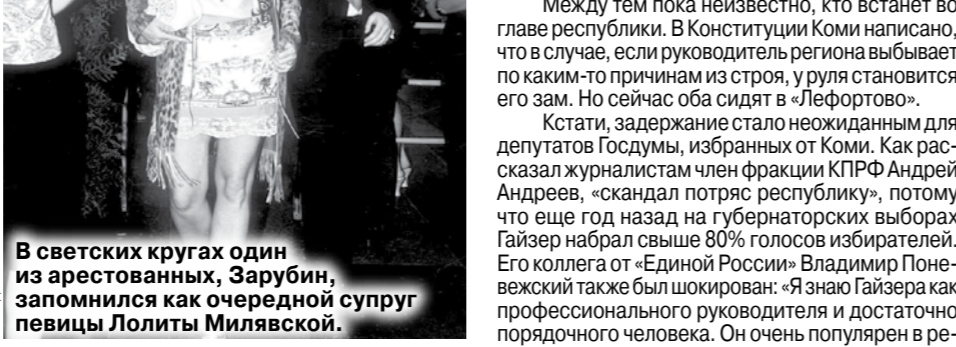 В светских кругах один
из арестованных, Зарубин,
запомнился как очередной супруг
певицы Лолиты Милявской.
Между тем пока неизвестно, кто встанет во
главе республики. В Конституции Коми написано,
что в случае, если руководитель региона выбывает
по каким-то причинам из строя, у руля становится
его зам. Но сейчас оба сидят в «Лефортово».
Кстати, задержание стало неожиданным для
депутатов Госдумы, избранных от Коми. Как рас-
сказал журналистам член фракции КПРФ Андрей
Андреев, «скандал потряс республику», потому
что еще год назад на губернаторских выборах
Гайзер набрал свыше 80% голосов избирателей.
Его коллега от «Единой России» Владимир Поне-
вежский также был шокирован: «Я знаю Гайзера как
профессионального руководителя и достаточно
порядочного человека. Он очень популярен в ре-